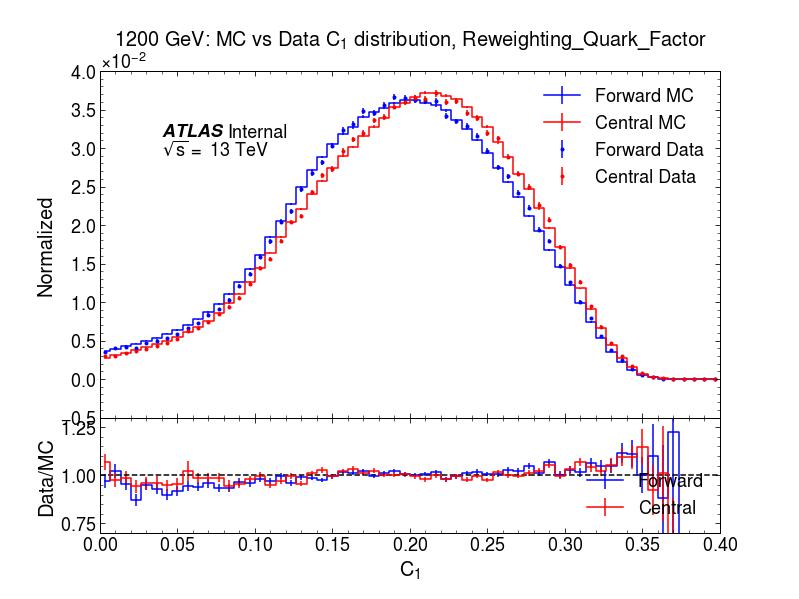 1200 GeV: MC vs Data C₁ distribution, Reweighting_Quark_Factor
×10⁻²
4.0
3.5
3.0
2.5
2.0
1.5
1.0
0.5
0.0
−0.5
Normalized
ATLAS Internal
√s = 13 TeV
Forward MC
Central MC
Forward Data
Central Data
1.25
1.00
0.75
Data/MC
Forward
Central
0.00 0.05 0.10 0.15 0.20 0.25 0.30 0.35 0.40
C₁